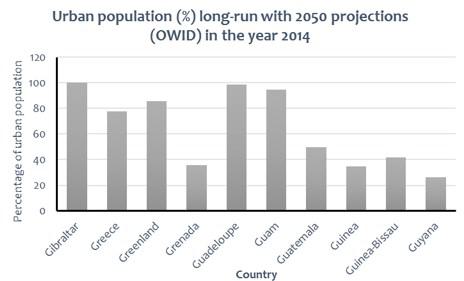 Urban population (%) long-run with 2050 projections
(OWID) in the year 2014
Percentage of urban population
120
100
80
60
40
20
0
Gibraltar
Greece
Greenland
Grenada
Guadeloupe
Guam
Guatemala
Guinea
Guinea-Bissau
Guyana
Country